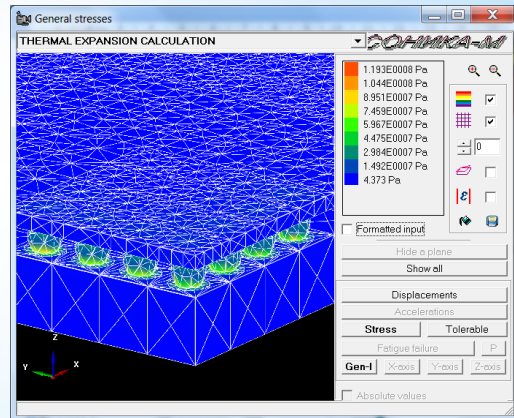 General stresses
THERMAL EXPANSION CALCULATION
СОНИКА-М
1.193E0008 Pa
1.044E0008 Pa
8.951E0007 Pa
7.459E0007 Pa
5.967E0007 Pa
4.475E0007 Pa
2.984E0007 Pa
1.492E0007 Pa
4.373 Pa
0
ε
Formatted input
Hide a plane
Show all
Displacements
Accelerations
Stress Tolerable
Fatigue failure P
Gen-l X-axis Y-axis Z-axis
Absolute values
Z
Y X